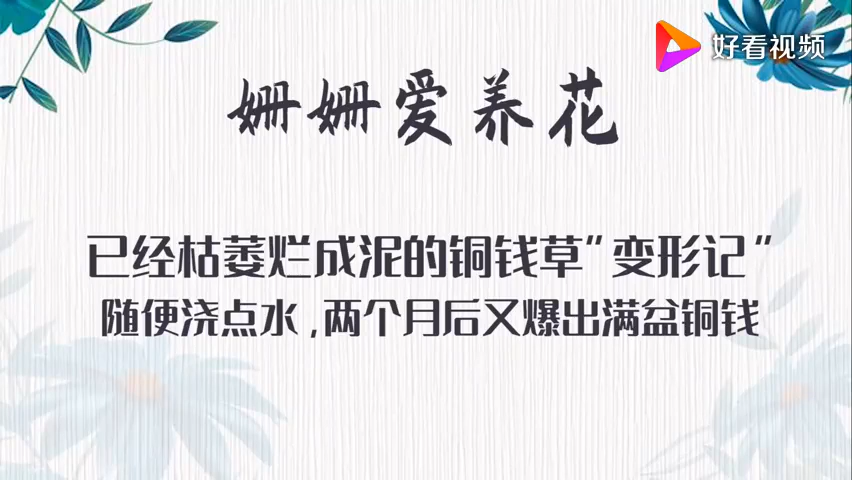 好看视频
姗姗爱养花
已经枯萎烂成泥的铜钱草"变形记"
随便浇点水,两个月后又爆出满盆铜钱